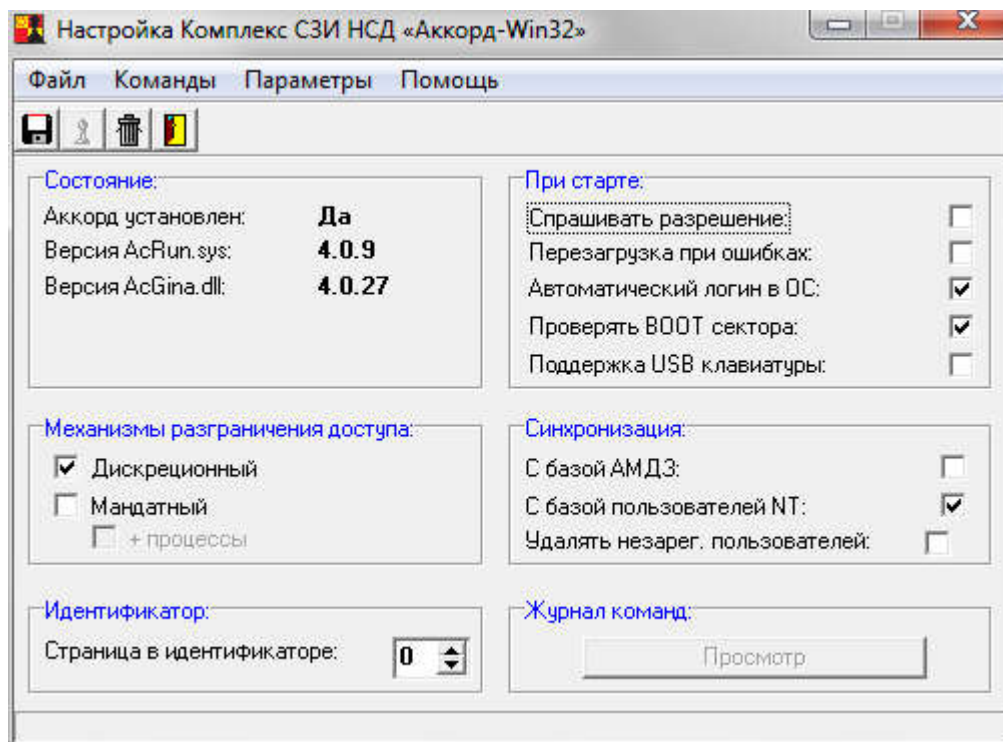 Настройка Комплекс СЗИ НСД «Аккорд-Win32»
Файл Команды Параметры Помощь
Состояние:
Аккорд установлен: Да
Версия AcRun.sys: 4.0.9
Версия AcGina.dll: 4.0.27
При старте:
Спрашивать разрешение:
Перезагрузка при ошибках:
Автоматический логин в ОС:
Проверять BOOT сектора:
Поддержка USB клавиатуры:
Механизмы разграничения доступа:
Дискреционный
Мандатный
+ процессы
Синхронизация:
С базой АМДЗ:
С базой пользователей NT:
Удалять незарег. пользователей:
Идентификатор:
Страница в идентификаторе: 0
Журнал команд:
Просмотр